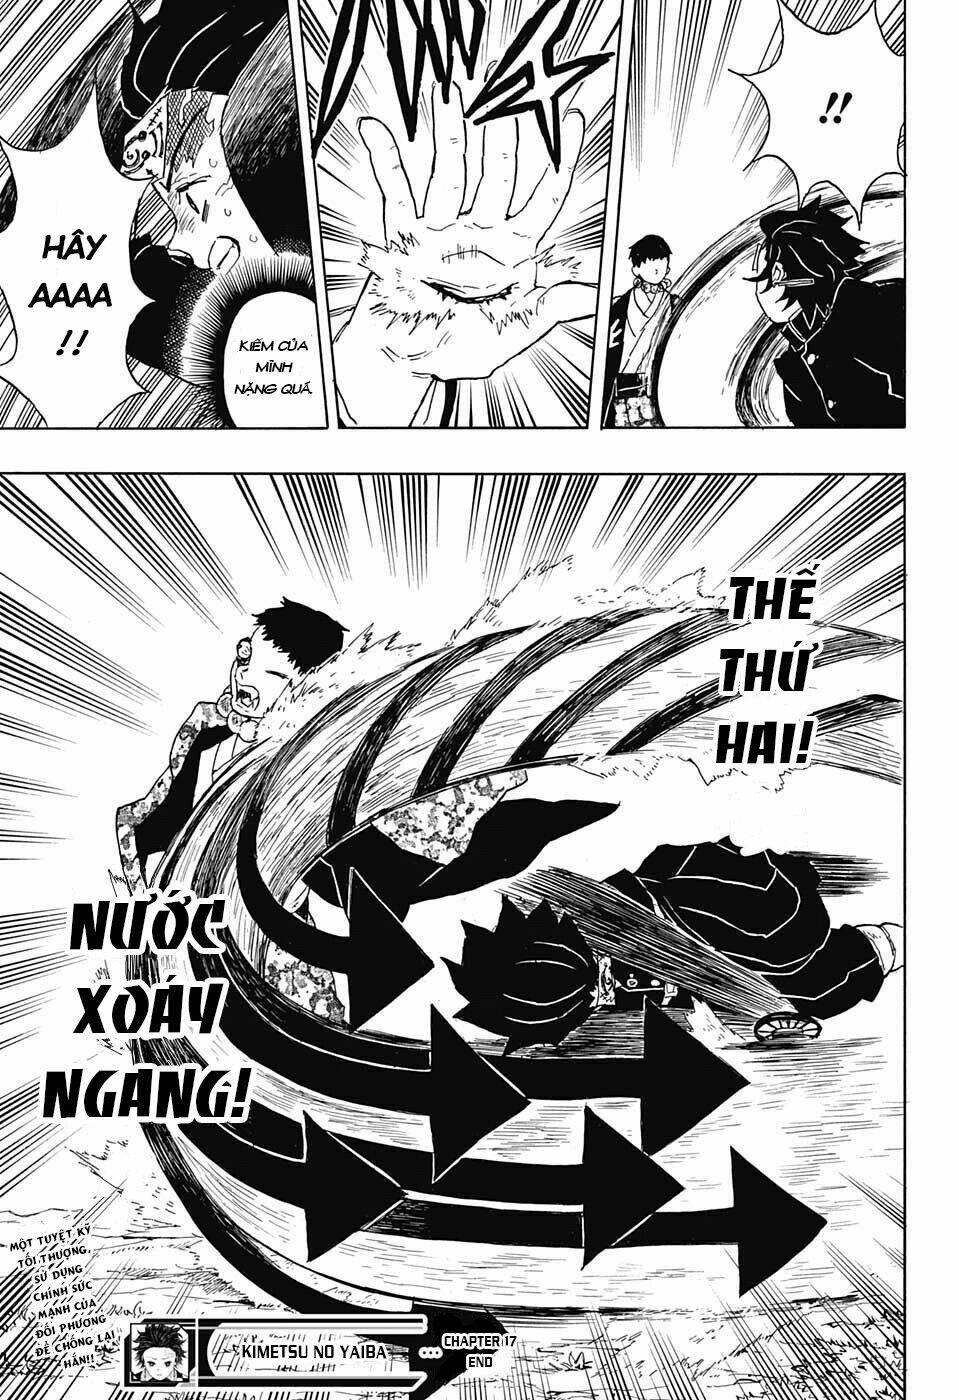 !!
KIẾM CỦA
MÌNH
NẶNG QUÁ.
HÂY
AAAA
!!
THẾ
THỨ
HAI!
NƯỚC
XOÁY
NGANG!
MỘT TUYỆT KỸ
TỐI THƯỢNG,
SỬ DỤNG
CHÍNH SỨC
MẠNH CỦA
ĐỐI PHƯƠNG
ĐỂ CHỐNG LẠI
HẮN!!
KIMETSU NO YAIBA
CHAPTER 17
END